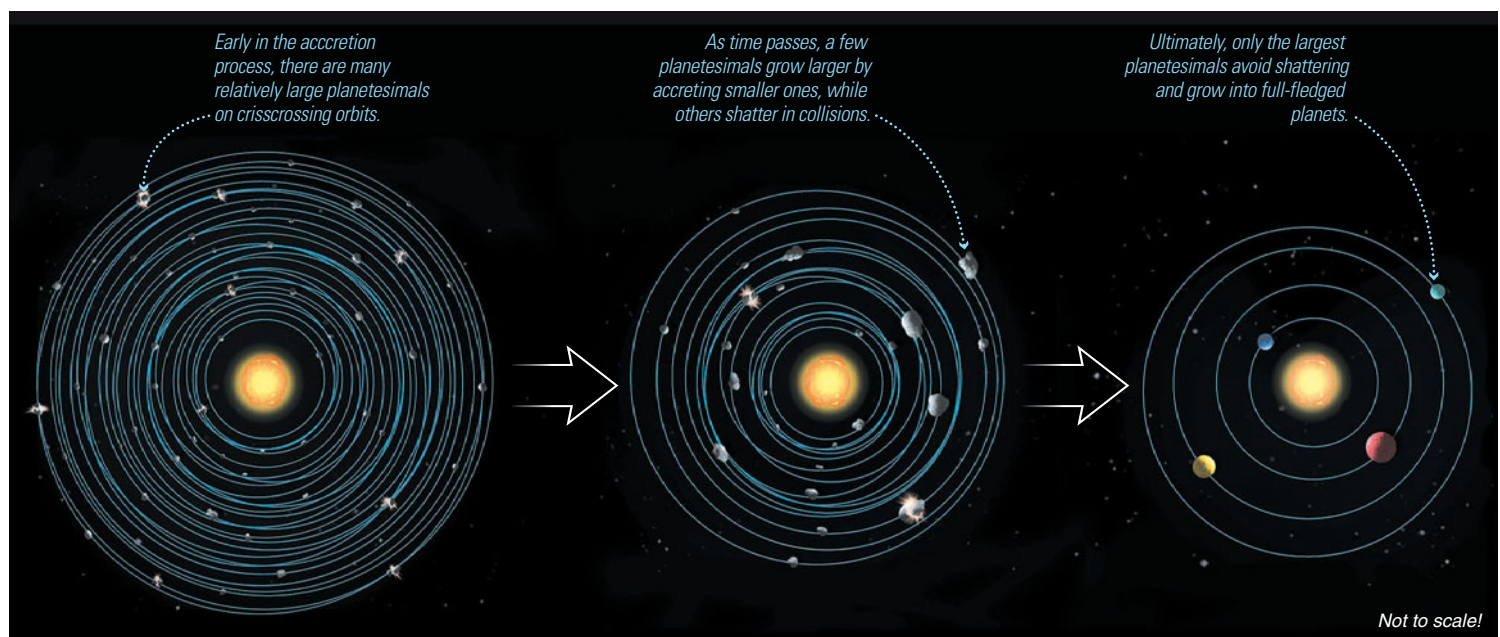 Early in the acccretion
process, there are many
relatively large planetesimals
on crisscrossing orbits.
As time passes, a few
planetesimals grow larger by
accreting smaller ones, while
others shatter in collisions.
Ultimately, only the largest
planetesimals avoid shattering
and grow into full-fledged
planets.
Not to scale!